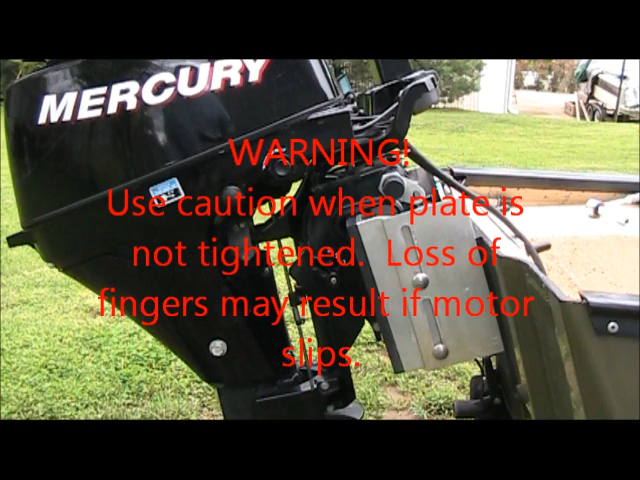 MERCURY
WARNING!
Use caution when plate is
not tightened.  Loss of
fingers may result if motor
slips.